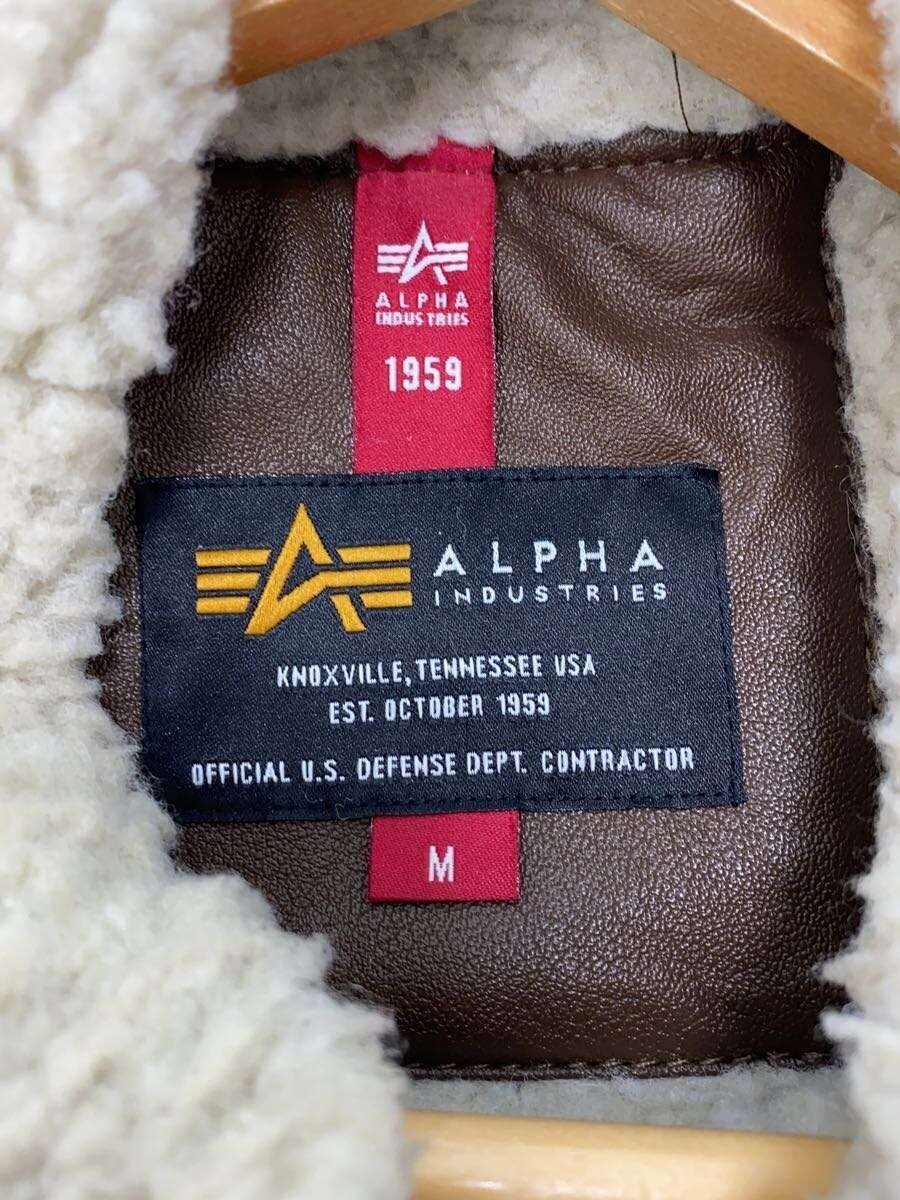 ALPHA
INDUSTRIES
1959
ALPHA
INDUSTRIES
KNOXVILLE, TENNESSEE USA
EST. OCTOBER 1959
OFFICIAL U.S. DEFENSE DEPT. CONTRACTOR
M